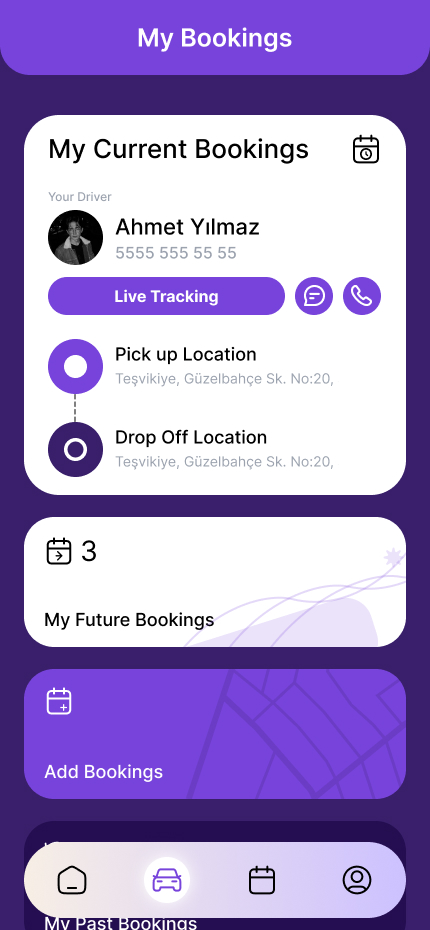 My Bookings
My Current Bookings
Your Driver
Ahmet Yılmaz
5555 555 55 55
Live Tracking
Pick up Location
Teşvikiye, Güzelbahçe Sk. No:20,
Drop Off Location
Teşvikiye, Güzelbahçe Sk. No:20,
3
My Future Bookings
Add Bookings
My Past Bookings